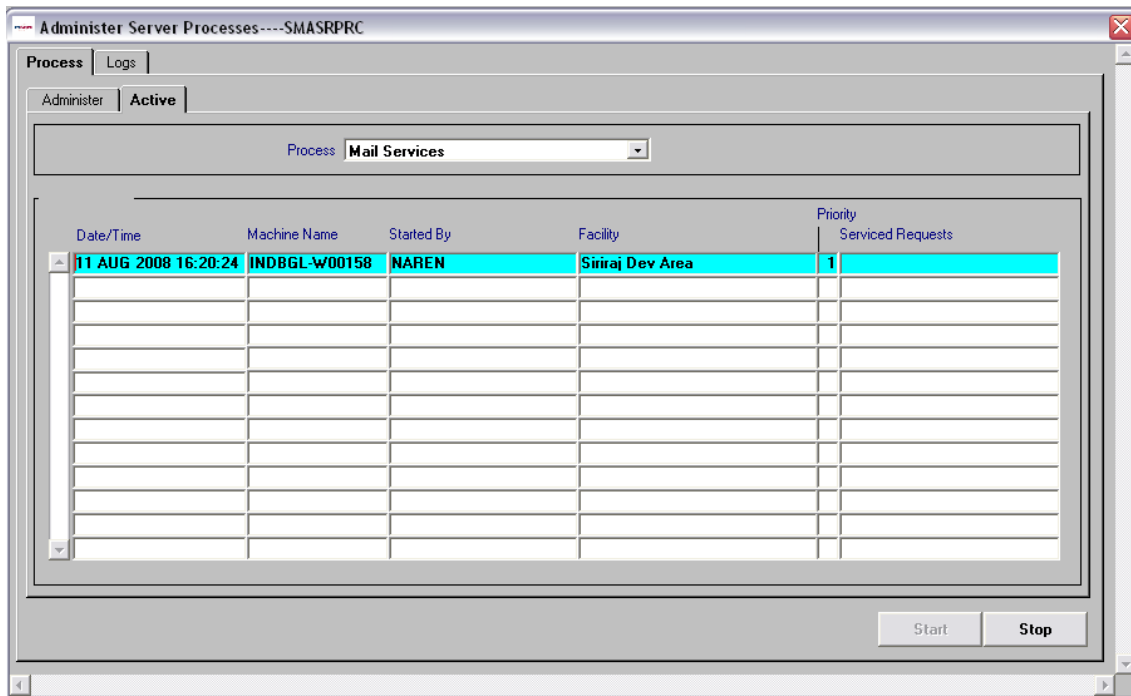 Administer Server Processes----SMASRPRC
Process Logs
Administer Active
Process Mail Services
Priority
Date/Time Machine Name Started By Facility Serviced Requests
11 AUG 2008 16:20:24 INDBGL-W00158 NAREN Siriraj Dev Area 1
Start Stop